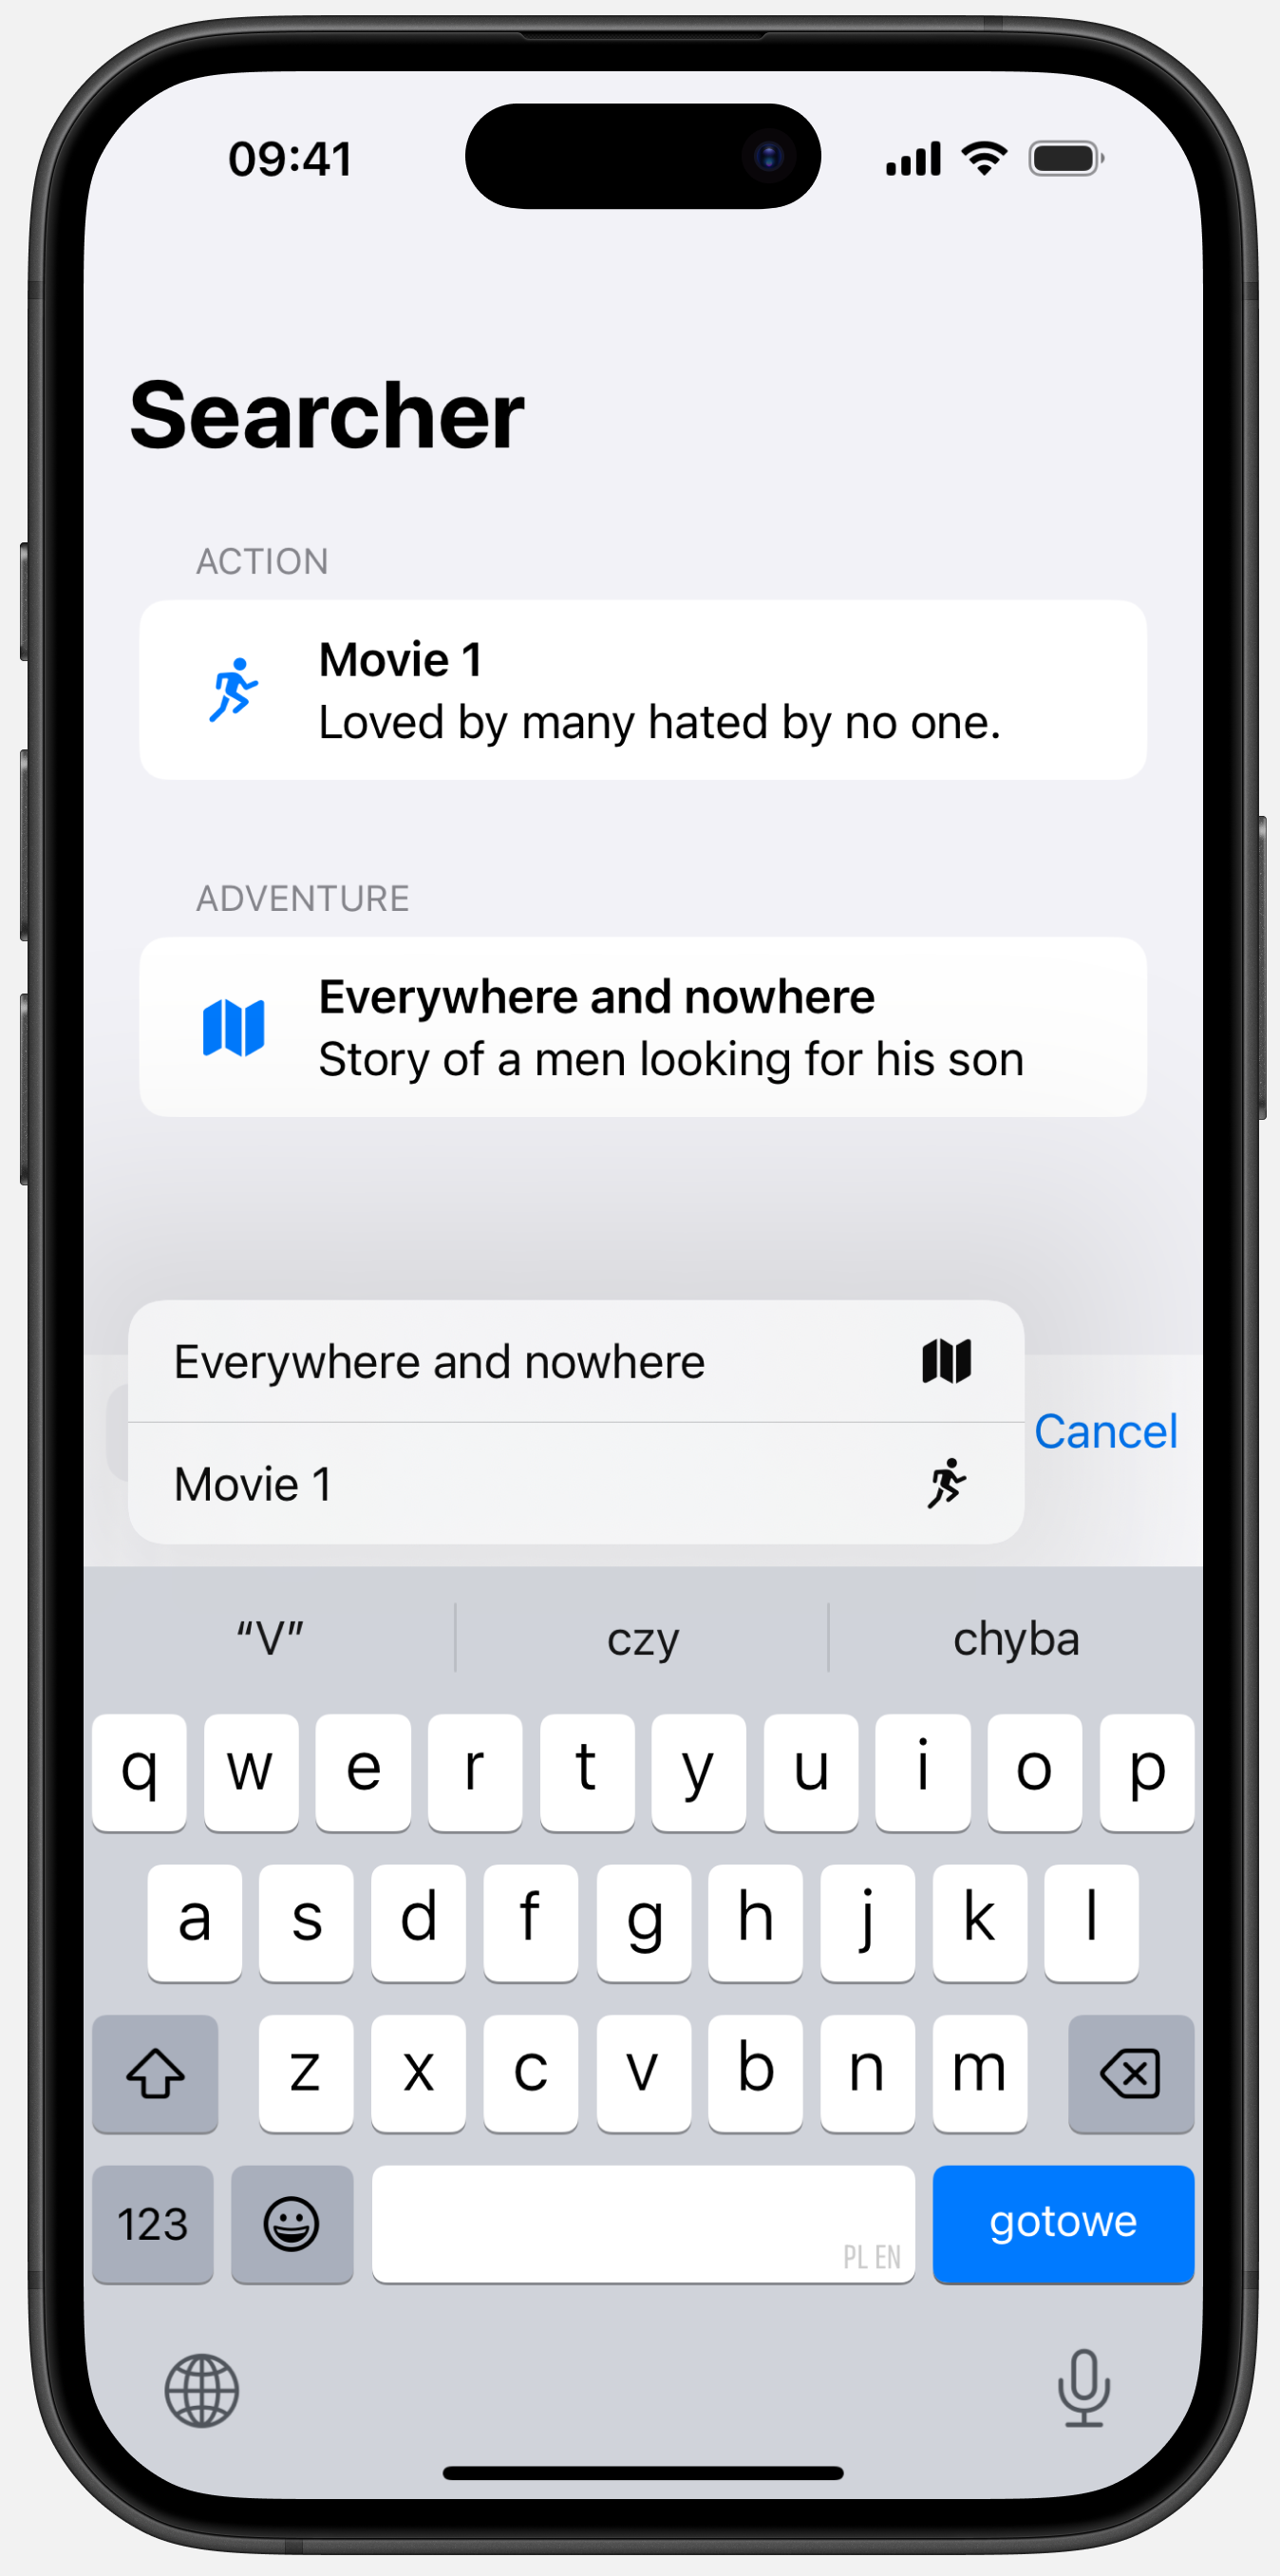 09:41
Searcher
ACTION
Movie 1
Loved by many hated by no one.
ADVENTURE
Everywhere and nowhere
Story of a men looking for his son
Everywhere and nowhere
Movie 1
Cancel
“V” czy chyba
q w e r t y u i o p
a s d f g h j k l
z x c v b n m
123 gotowe
PL EN